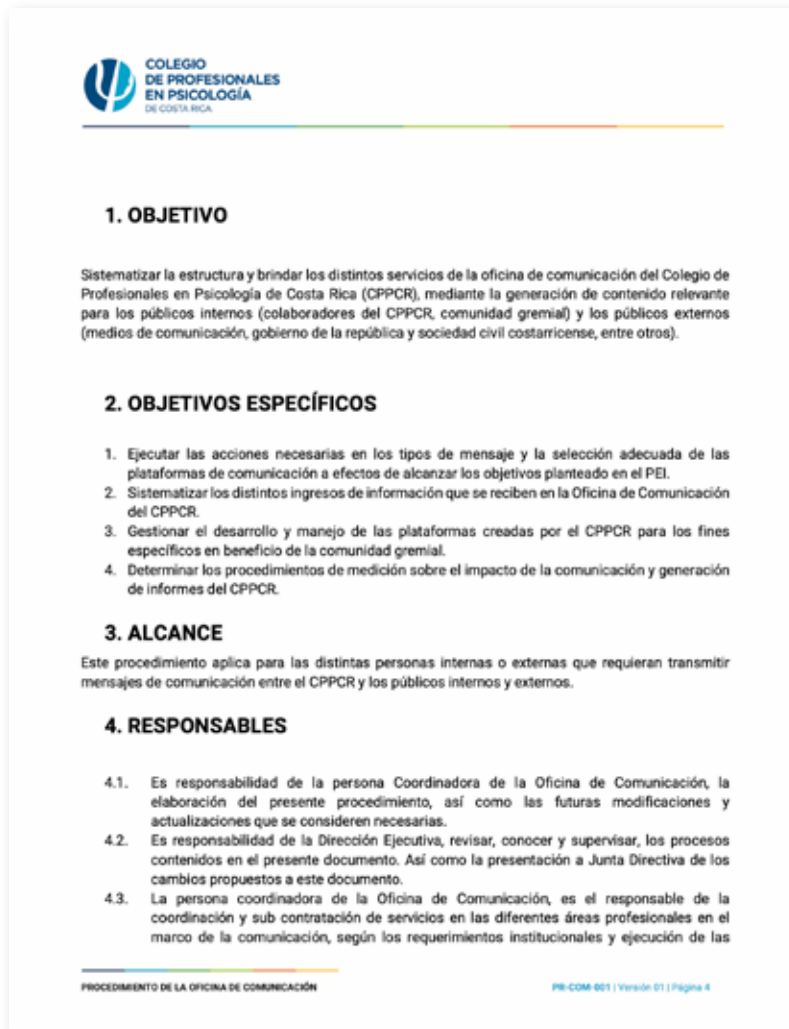 COLEGIO
DE PROFESIONALES
EN PSICOLOGÍA
DE COSTA RICA
1. OBJETIVO
Sistematizar la estructura y brindar los distintos servicios de la oficina de comunicación del Colegio de
Profesionales en Psicología de Costa Rica (CPPCR), mediante la generación de contenido relevante
para los públicos internos (colaboradores del CPPCR, comunidad gremial) y los públicos externos
(medios de comunicación, gobierno de la república y sociedad civil costarricense, entre otros).
2. OBJETIVOS ESPECÍFICOS
1. Ejecutar las acciones necesarias en los tipos de mensaje y la selección adecuada de las
plataformas de comunicación a efectos de alcanzar los objetivos planteado en el PEI.
2. Sistematizar los distintos ingresos de información que se reciben en la Oficina de Comunicación
del CPPCR.
3. Gestionar el desarrollo y manejo de las plataformas creadas por el CPPCR para los fines
específicos en beneficio de la comunidad gremial.
4. Determinar los procedimientos de medición sobre el impacto de la comunicación y generación
de informes del CPPCR.
3. ALCANCE
Este procedimiento aplica para las distintas personas internas o externas que requieran transmitir
mensajes de comunicación entre el CPPCR y los públicos internos y externos.
4. RESPONSABLES
4.1. Es responsabilidad de la persona Coordinadora de la Oficina de Comunicación, la
elaboración del presente procedimiento, así como las futuras modificaciones y
actualizaciones que se consideren necesarias.
4.2. Es responsabilidad de la Dirección Ejecutiva, revisar, conocer y supervisar, los procesos
contenidos en el presente documento. Así como la presentación a Junta Directiva de los
cambios propuestos a este documento.
4.3. La persona coordinadora de la Oficina de Comunicación, es el responsable de la
coordinación y sub contratación de servicios en las diferentes áreas profesionales en el
marco de la comunicación, según los requerimientos institucionales y ejecución de las
PROCEDIMIENTO DE LA OFICINA DE COMUNICACIÓN
PR-COM-001 | Versión 01 | Página 4